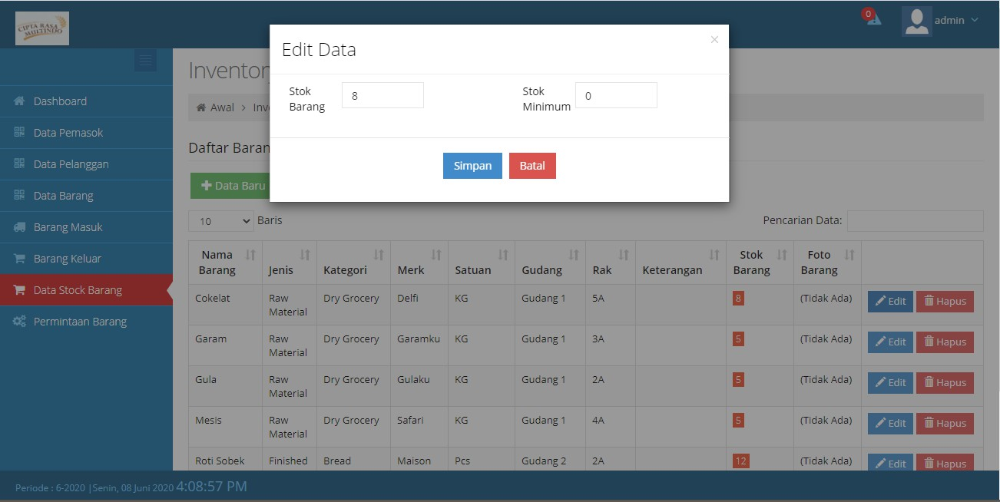 CIPTA RASA
MULTINDO
0
admin
Edit Data
×
Stok
Barang
8
Stok
Minimum
0
Simpan
Batal
Dashboard
Data Pemasok
Data Pelanggan
Data Barang
Barang Masuk
Barang Keluar
Data Stock Barang
Permintaan Barang
Inventor
Awal > Inv
Daftar Baran
Data Baru
10 Baris
Pencarian Data:
Nama
Barang Jenis Kategori Merk Satuan Gudang Rak Keterangan Stok
Barang Foto
Barang
Cokelat Raw
Material Dry Grocery Delfi KG Gudang 1 5A 8 (Tidak Ada) Edit Hapus
Garam Raw
Material Dry Grocery Garamku KG Gudang 1 3A 5 (Tidak Ada) Edit Hapus
Gula Raw
Material Dry Grocery Gulaku KG Gudang 1 2A 5 (Tidak Ada) Edit Hapus
Mesis Raw
Material Dry Grocery Safari KG Gudang 1 4A 5 (Tidak Ada) Edit Hapus
Roti Sobek Finished Bread Maison Pcs Gudang 2 2A 12 (Tidak Ada) Edit Hapus
Periode : 6-2020 |Senin, 08 Juni 2020 4:08:57 PM